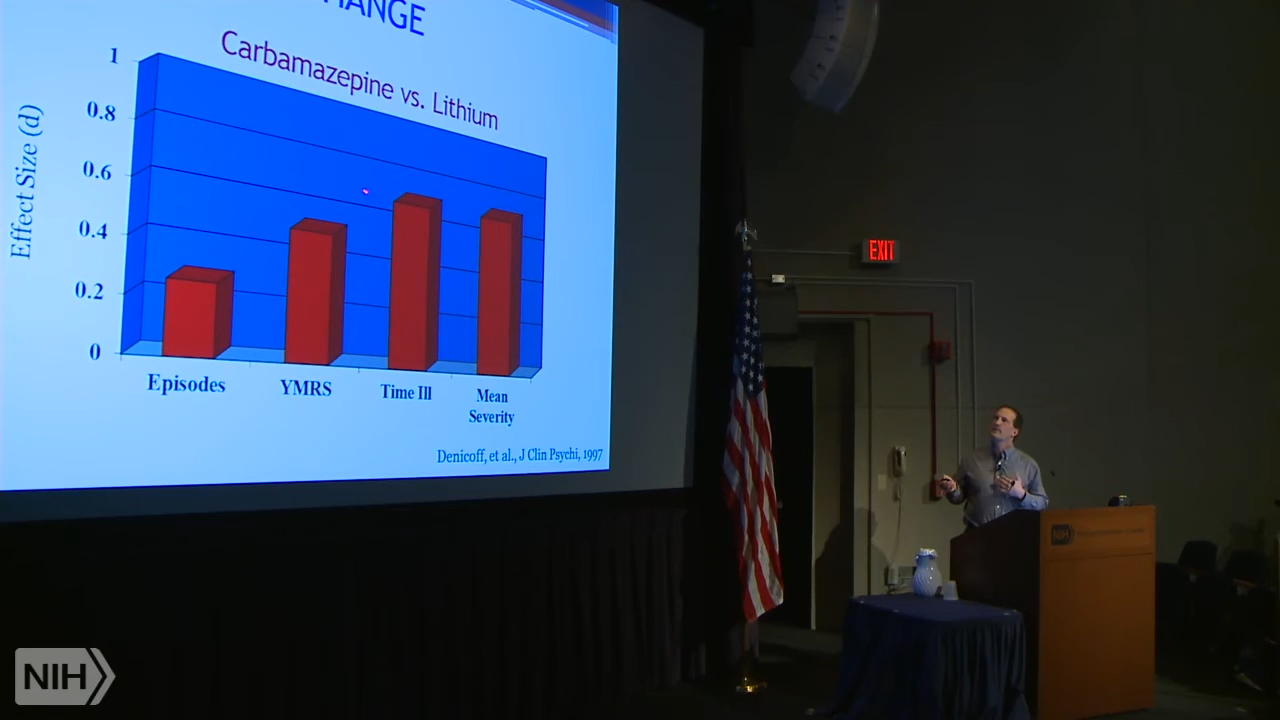 HANGE
Carbamazepine vs. Lithium
Effect Size (d)
1
0.8
0.6
0.4
0.2
0
Episodes
YMRS
Time Ill
Mean
Severity
Denicoff, et al., J Clin Psychi, 1997
EXIT
NIH
NIH